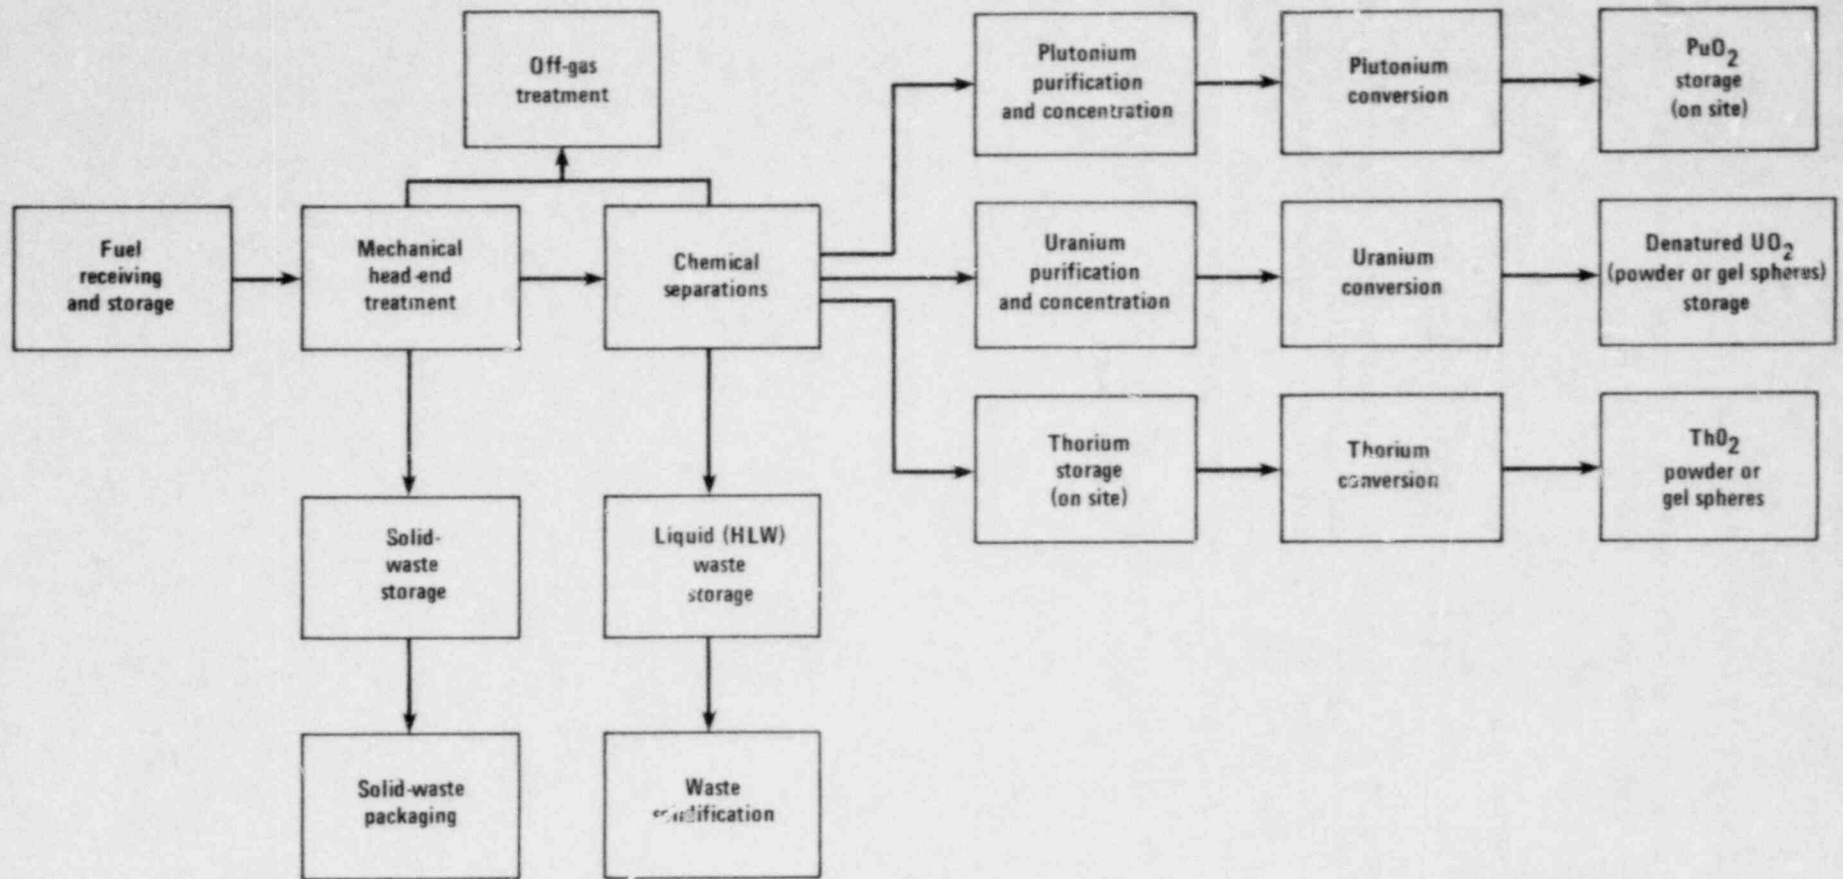 Off-gas
treatment
Plutonium
purification
and concentration
Plutonium
conversion
PuO2
storage
(on site)
Fuel
receiving
and storage
Mechanical
head-end
treatment
Chemical
separations
Uranium
purification
and concentration
Uranium
conversion
Denatured UO2
(powder or gel spheres)
storage
Thorium
storage
(on site)
Thorium
conversion
ThO2
powder or
gel spheres
Solid-
waste
storage
Liquid (HLW)
waste
storage
Solid-waste
packaging
Waste